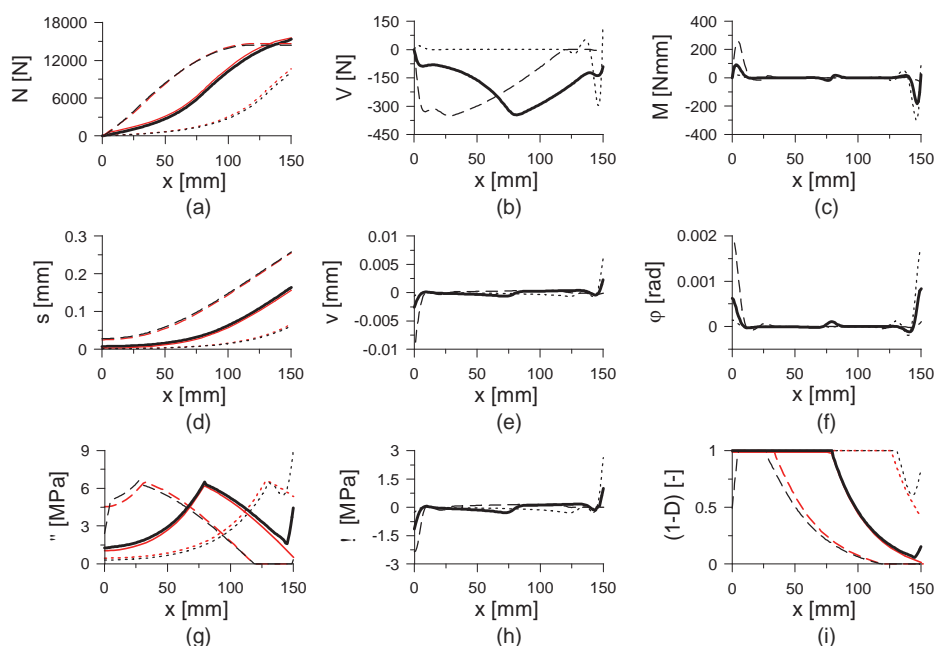 18000
12000
6000
0
N [N]
0 50 100 150
x [mm]
(a)
150
0
-150
-300
-450
V [N]
0 50 100 150
x [mm]
(b)
400
200
0
-200
-400
M [Nmm]
0 50 100 150
x [mm]
(c)
0.3
0.2
0.1
0
s [mm]
0 50 100 150
x [mm]
(d)
0.01
0.005
0
-0.005
-0.01
v [mm]
0 50 100 150
x [mm]
(e)
0.002
0.001
0
φ [rad]
0 50 100 150
x [mm]
(f)
9
6
3
0
" [MPa]
0 50 100 150
x [mm]
(g)
3
1.5
0
-1.5
-3
! [MPa]
0 50 100 150
x [mm]
(h)
1
0.5
0
(1-D) [-]
0 50 100 150
x [mm]
(i)